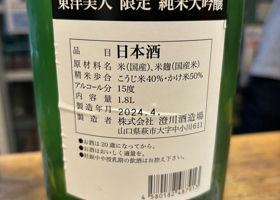 東洋美人 限定 純米大吟醸
品目 日本酒
原材料名 米(国産)、米麹(国産米)
精米歩合 こうじ米40%・かけ米50%
アルコール分 15度
内容量 1.8L
製造年月 2024.4.
製造者 株式会社 澄川酒造場
山口県萩市大字中小川611
●お酒は20歳になってから。
●お酒はおいしく適量を。
●妊娠中や授乳期の飲酒はお控え下さい。